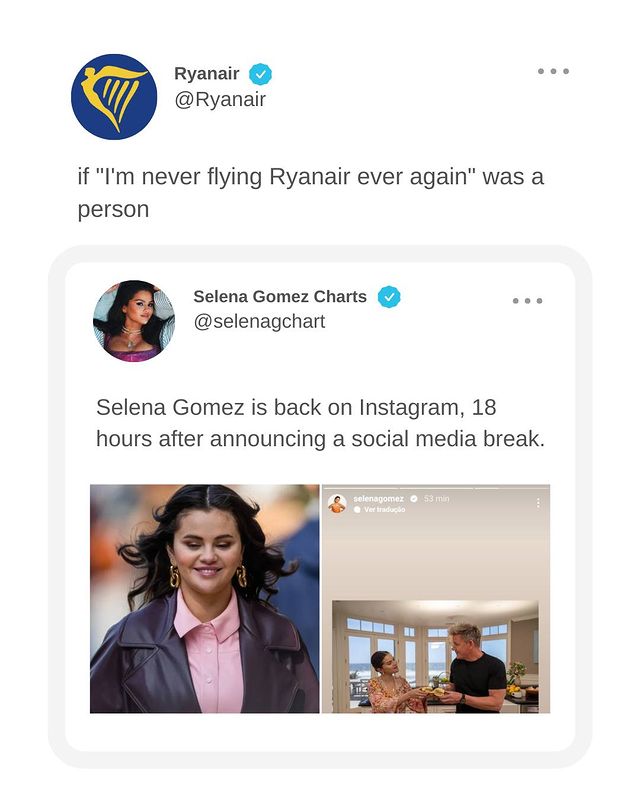 Ryanair
@Ryanair
if "I'm never flying Ryanair ever again" was a
person
Selena Gomez Charts
@selenagchart
Selena Gomez is back on Instagram, 18
hours after announcing a social media break.
selenagomez 53 min
Ver tradução